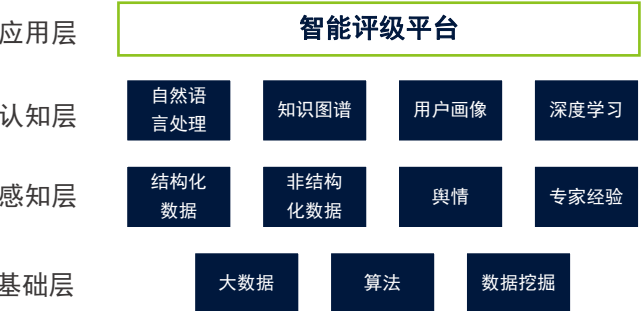 应用层
智能评级平台
认知层
自然语
言处理
知识图谱
用户画像
深度学习
感知层
结构化
数据
非结构
化数据
舆情
专家经验
基础层
大数据
算法
数据挖掘